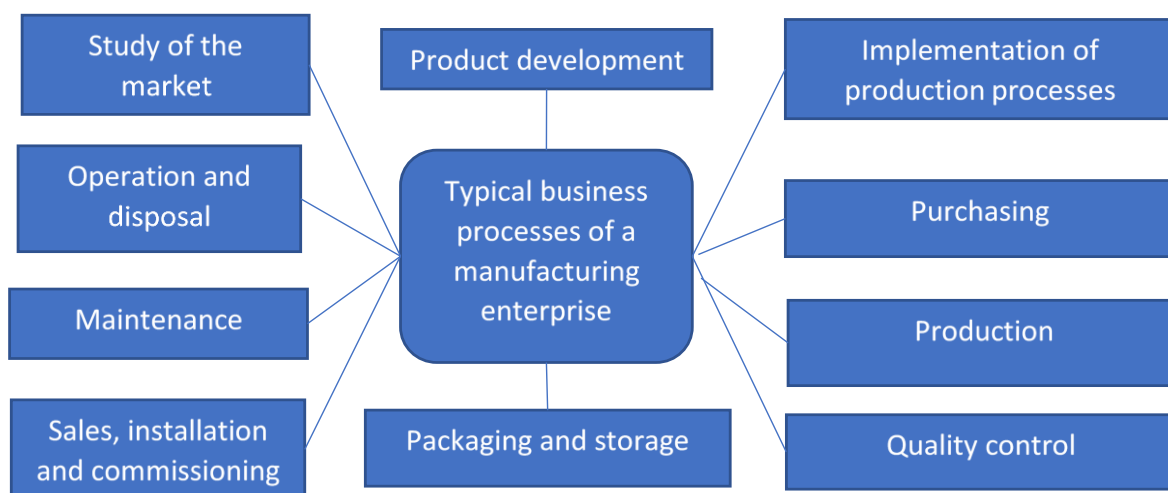 Study of the
market
Product development
Implementation of
production processes
Operation and
disposal
Typical business
processes of a
manufacturing
enterprise
Purchasing
Maintenance
Production
Sales, installation
and commissioning
Packaging and storage
Quality control